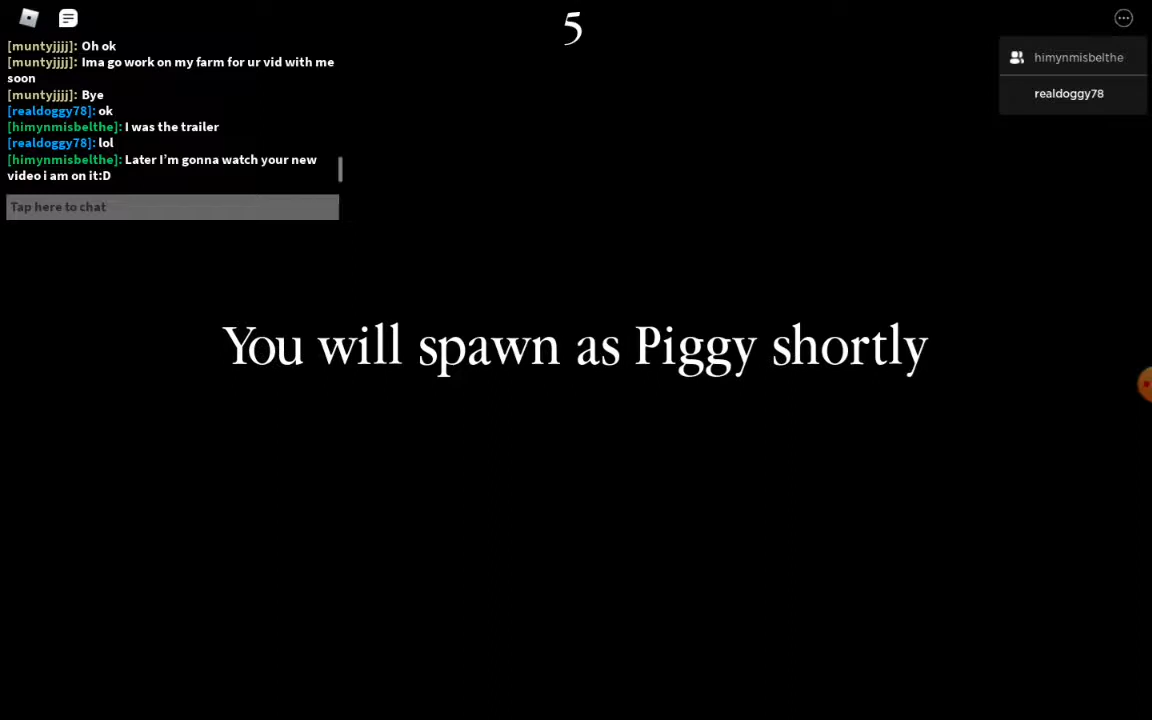 5
[muntyjjjj]: Oh ok
[muntyjjjj]: Ima go work on my farm for ur vid with me
soon
[muntyjjjj]: Bye
[realdoggy78]: ok
[himynmisbelthe]: I was the trailer
[realdoggy78]: lol
[himynmisbelthe]: Later I’m gonna watch your new
video i am on it:D
Tap here to chat
himynmisbelthe
realdoggy78
You will spawn as Piggy shortly